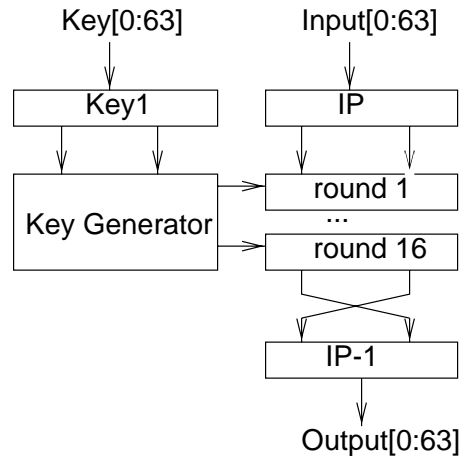 Key[0:63] Input[0:63]
Key1 IP
round 1
Key Generator ...
round 16
IP-1
Output[0:63]